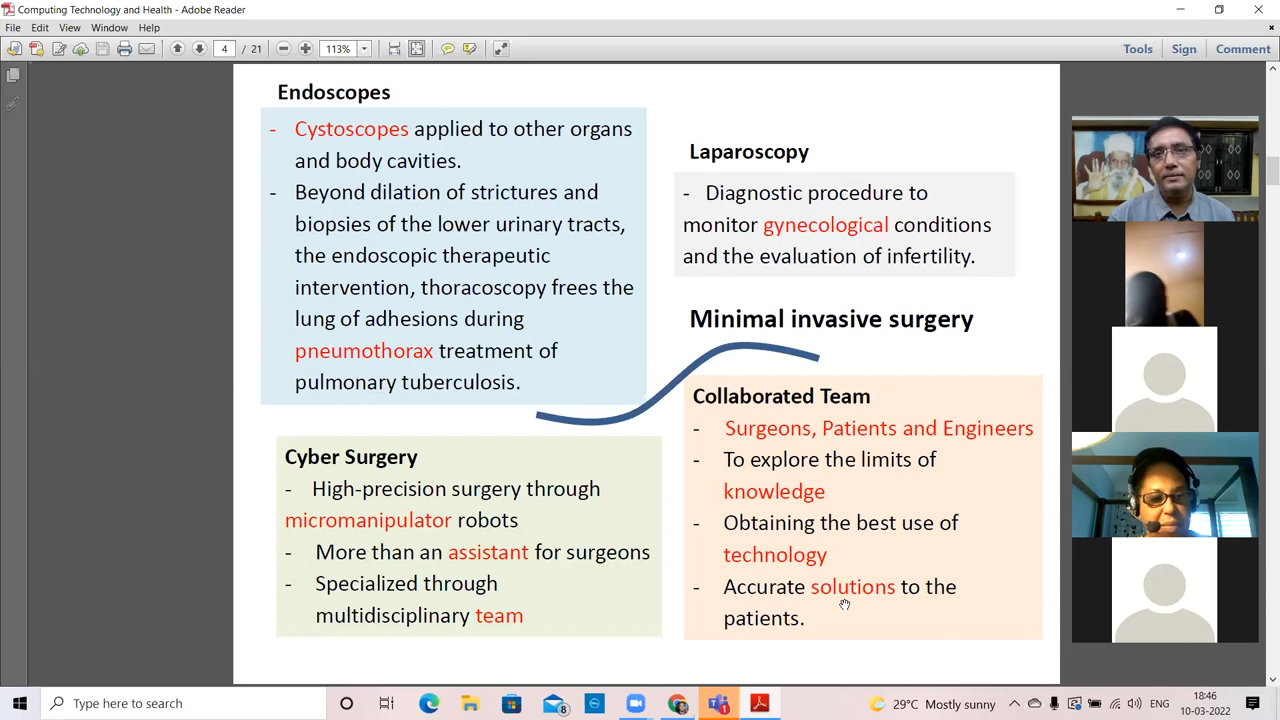 Computing Technology and Health - Adobe Reader
File Edit View Window Help
4 / 21 113% Tools Sign Comment
Endoscopes
- Cystoscopes applied to other organs
and body cavities.
- Beyond dilation of strictures and
biopsies of the lower urinary tracts,
the endoscopic therapeutic
intervention, thoracoscopy frees the
lung of adhesions during
pneumothorax treatment of
pulmonary tuberculosis.
Laparoscopy
- Diagnostic procedure to
monitor gynecological conditions
and the evaluation of infertility.
Minimal invasive surgery
Cyber Surgery
- High-precision surgery through
micromanipulator robots
- More than an assistant for surgeons
- Specialized through
multidisciplinary team
Collaborated Team
- Surgeons, Patients and Engineers
- To explore the limits of
knowledge
- Obtaining the best use of
technology
- Accurate solutions to the
patients.
Type here to search
8
1
29°C Mostly sunny
ENG
18:46
10-03-2022